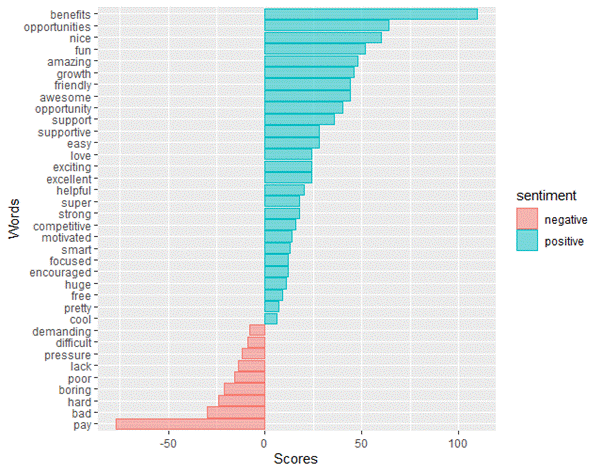 benefits
opportunities
nice
fun
amazing
growth
friendly
awesome
opportunity
support
supportive
easy
love
exciting
excellent
helpful
super
strong
competitive
motivated
smart
focused
encouraged
huge
free
pretty
cool
demanding
difficult
pressure
lack
poor
boring
hard
bad
pay
Words
-50 0 50 100
Scores
sentiment
negative
positive